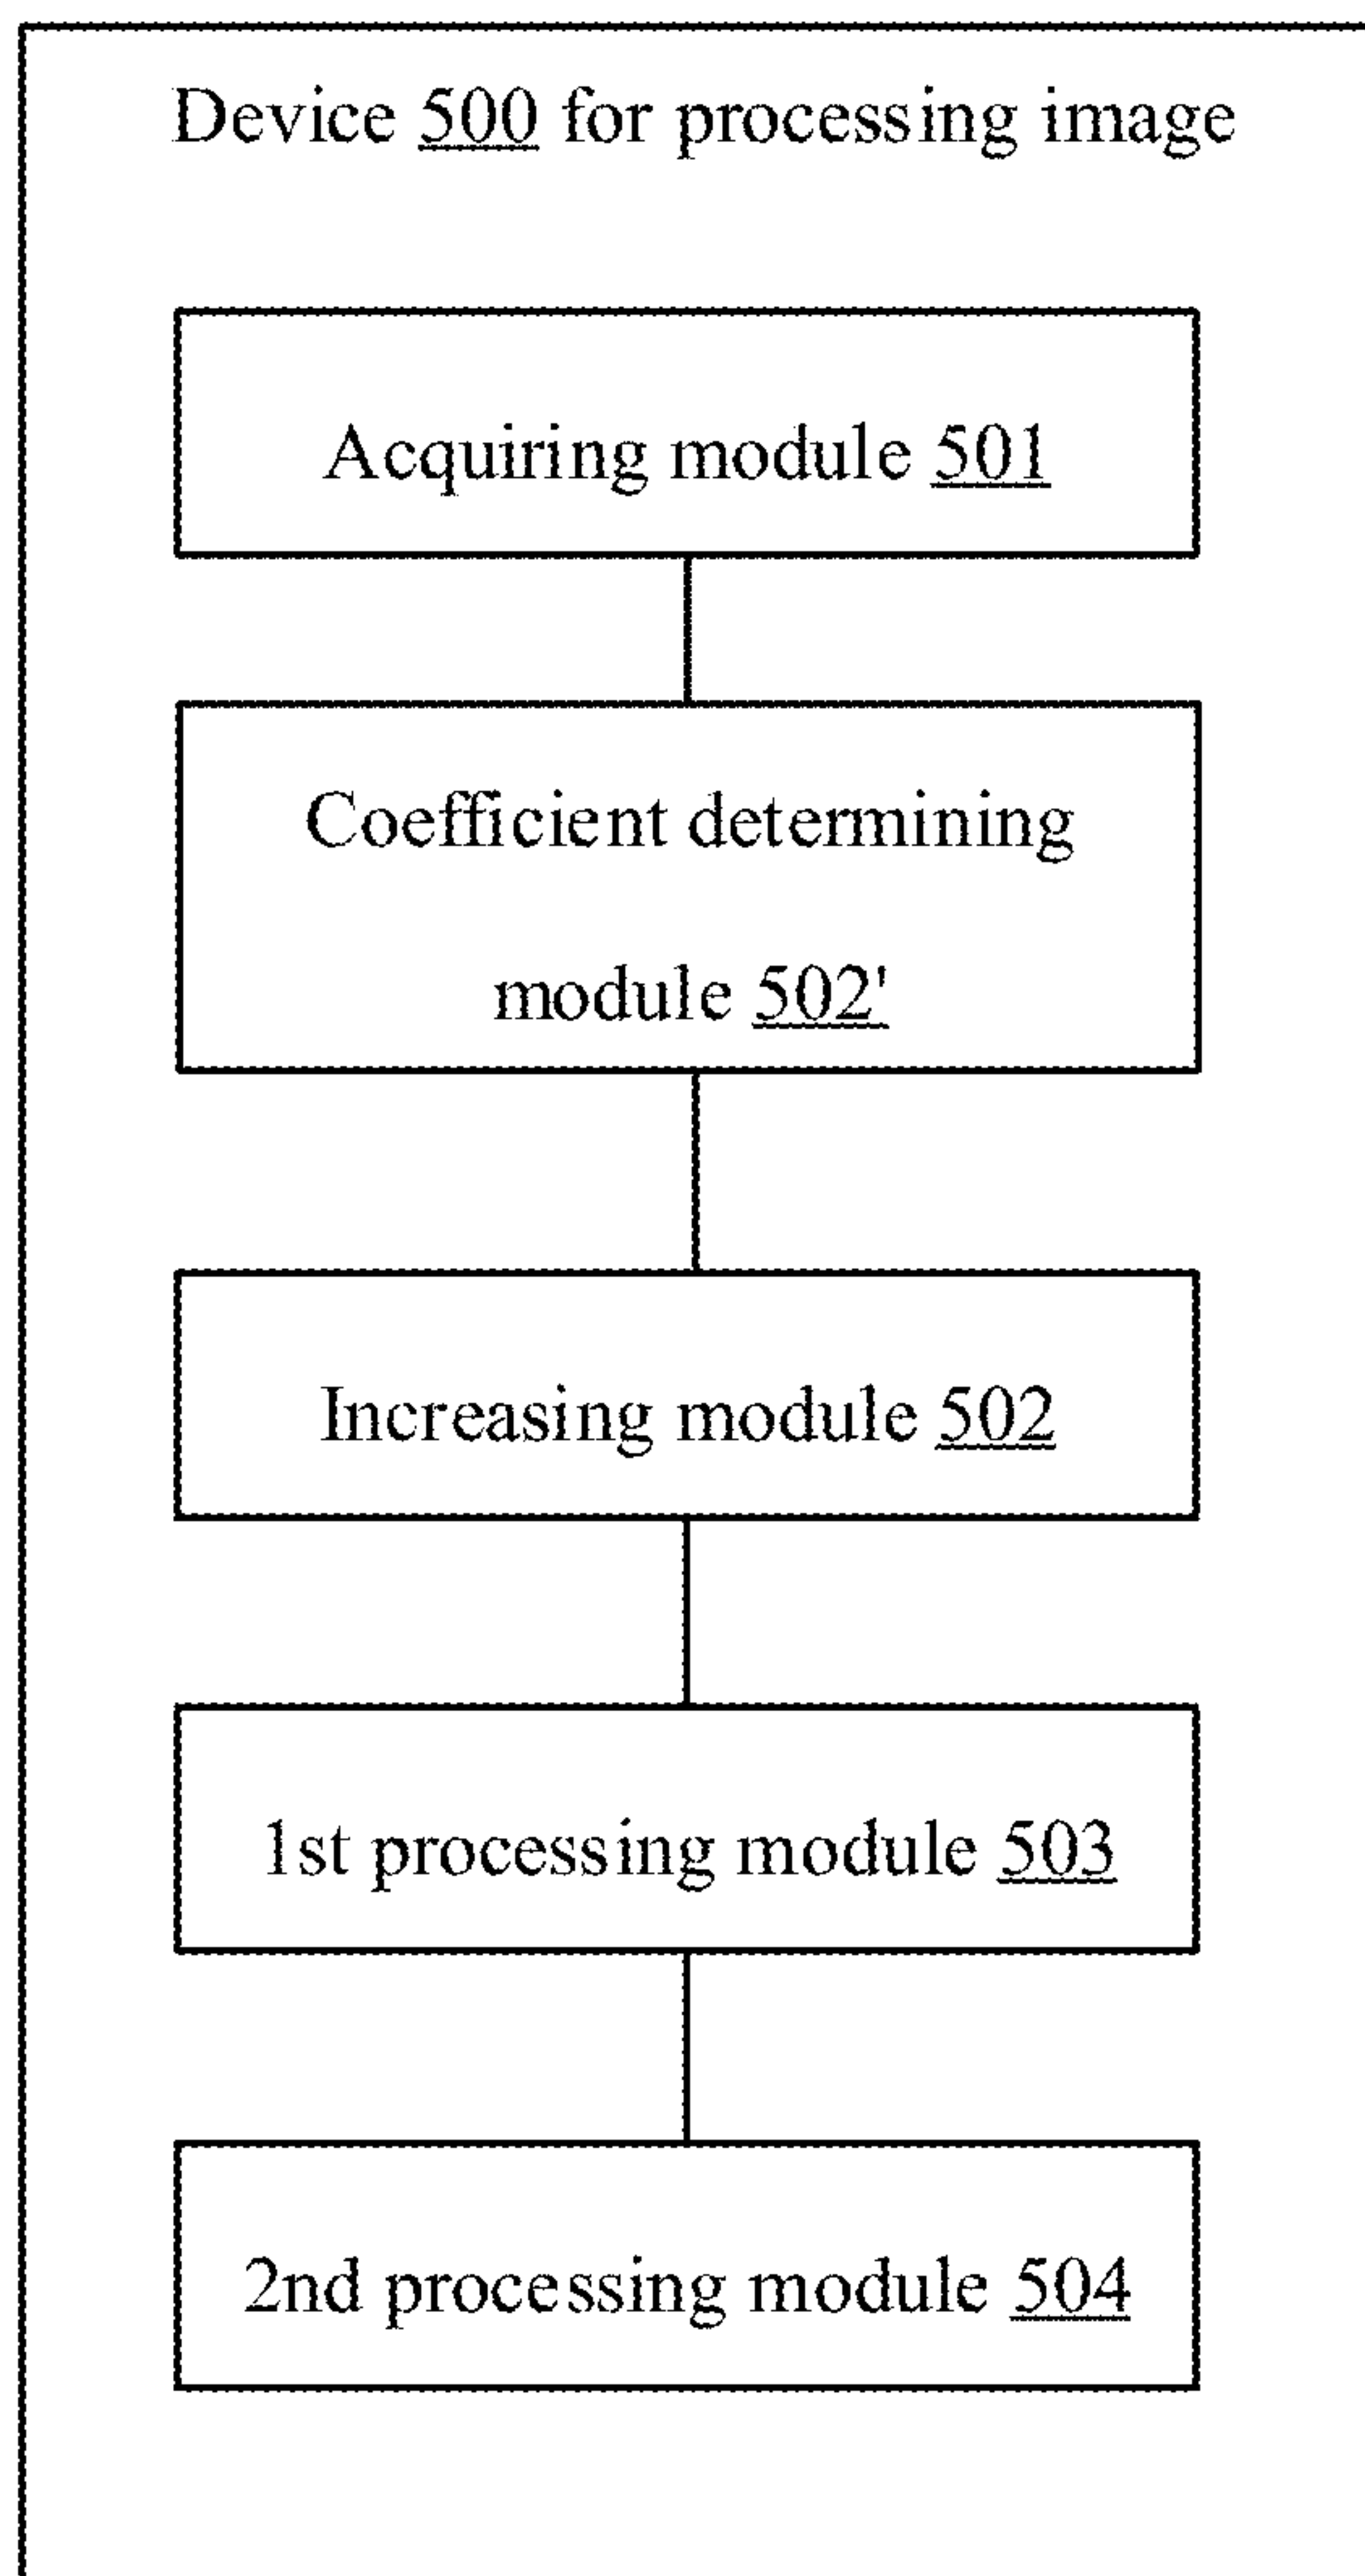 Device 500 for processing image
Acquiring module 501
Coefficient determining
module 502'
Increasing module 502
1st processing module 503
2nd processing module 504